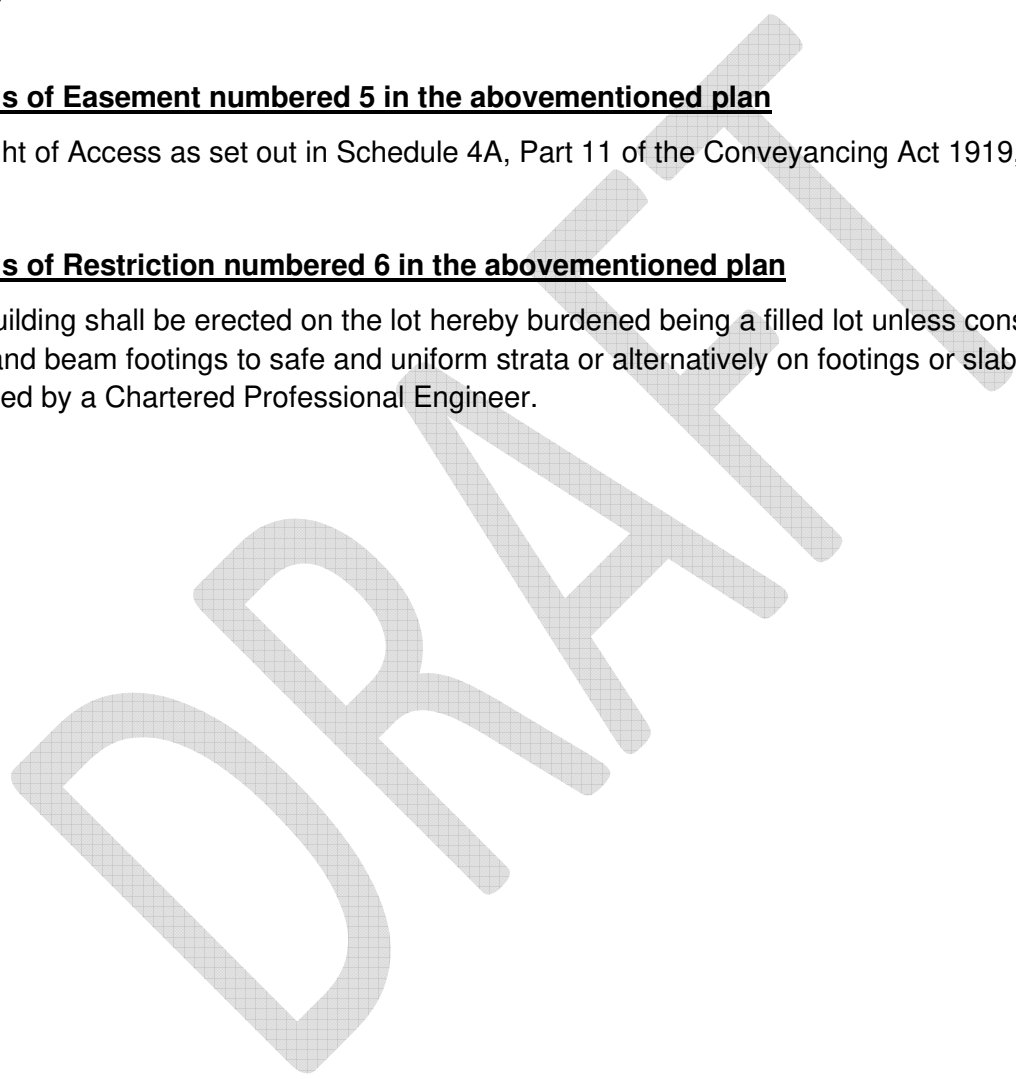 s of Easement numbered 5 in the abovementioned plan
ht of Access as set out in Schedule 4A, Part 11 of the Conveyancing Act 1919,
s of Restriction numbered 6 in the abovementioned plan
uilding shall be erected on the lot hereby burdened being a filled lot unless cons
and beam footings to safe and uniform strata or alternatively on footings or slab
ed by a Chartered Professional Engineer.
DRAFT